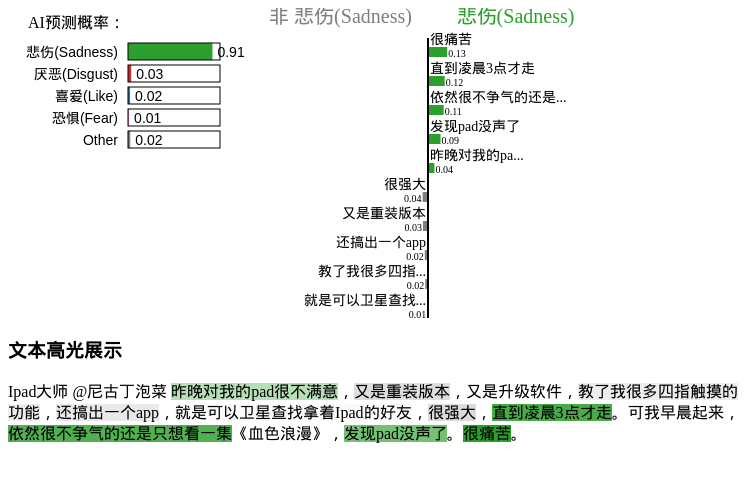 AI预测概率：
悲伤(Sadness) 0.91
厌恶(Disgust) 0.03
喜爱(Like) 0.02
恐惧(Fear) 0.01
Other 0.02
非 悲伤(Sadness) 悲伤(Sadness)
很痛苦
0.13
直到凌晨3点才走
0.12
依然很不争气的还是...
0.11
发现pad没声了
0.09
昨晚对我的pa...
0.04
很强大
0.04
又是重装版本
0.03
还搞出一个app
0.02
教了我很多四指...
0.02
就是可以卫星查找...
0.01
文本高光展示
Ipad大师 @尼古丁泡菜 昨晚对我的pad很不满意，又是重装版本，又是升级软件，教了我很多四指触摸的
功能，还搞出一个app，就是可以卫星查找拿着Ipad的好友，很强大，直到凌晨3点才走。可我早晨起来，
依然很不争气的还是只想看一集《血色浪漫》，发现pad没声了。很痛苦。